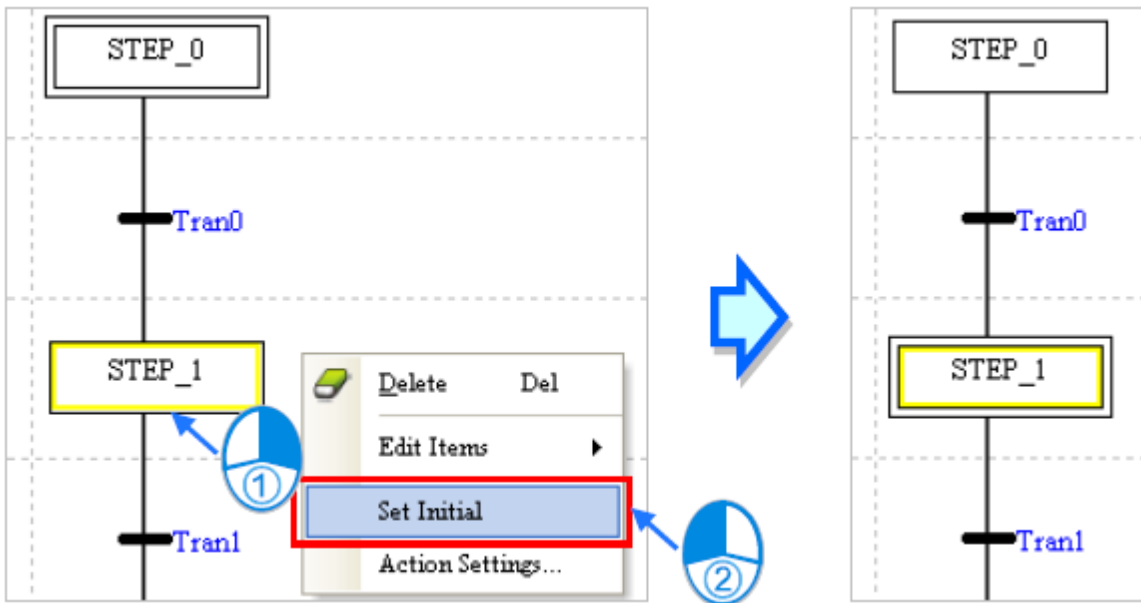 STEP_0
Tran0
STEP_1
Delete Del
Edit Items
Set Initial
Action Settings...
Tran1
①
②
STEP_0
Tran0
STEP_1
Tran1